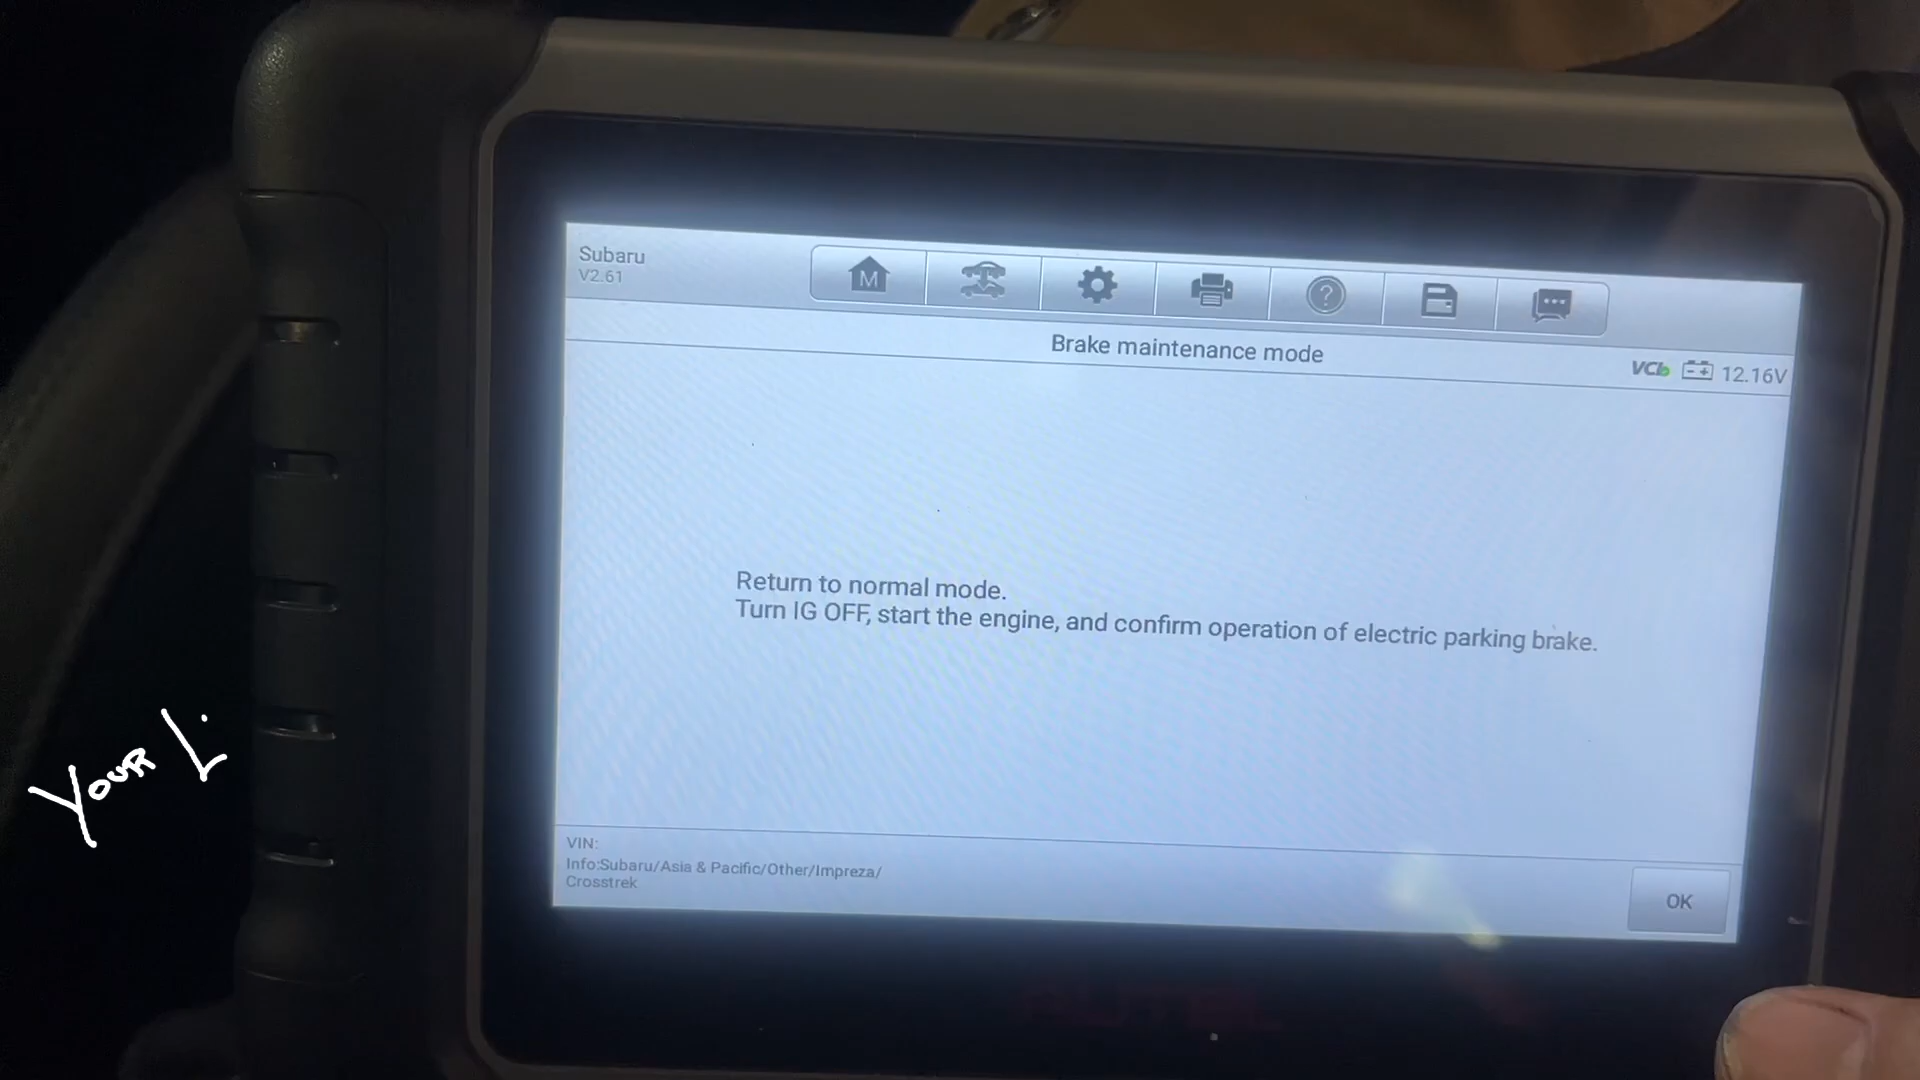 Subaru
V2.61
M
?
Brake maintenance mode
VCI 12.16V
Return to normal mode.
Turn IG OFF, start the engine, and confirm operation of electric parking brake.
VIN:
Info:Subaru/Asia & Pacific/Other/Impreza/
Crosstrek
OK
YOUR L